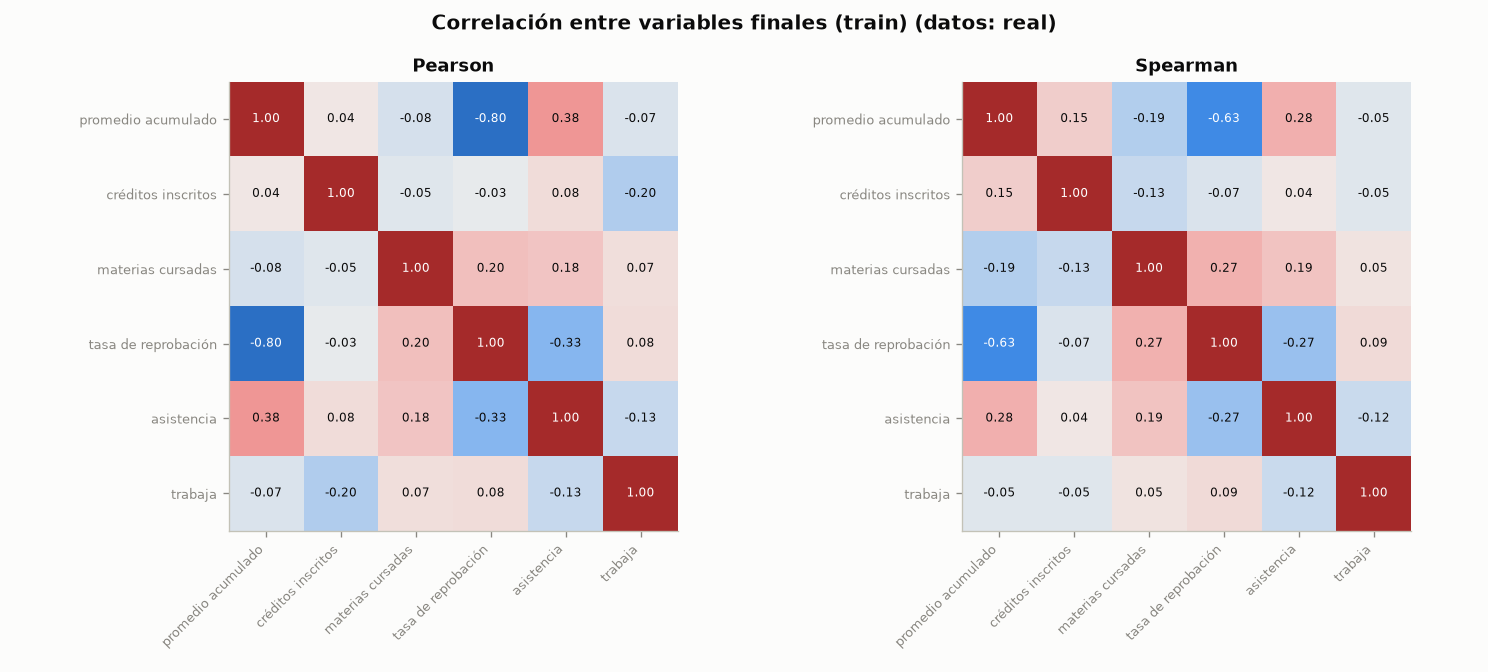 Correlación entre variables finales (train) (datos: real)
Pearson
promedio acumulado 1.00 0.04 -0.08 -0.80 0.38 -0.07
créditos inscritos 0.04 1.00 -0.05 -0.03 0.08 -0.20
materias cursadas -0.08 -0.05 1.00 0.20 0.18 0.07
tasa de reprobación -0.80 -0.03 0.20 1.00 -0.33 0.08
asistencia 0.38 0.08 0.18 -0.33 1.00 -0.13
trabaja -0.07 -0.20 0.07 0.08 -0.13 1.00
promedio acumulado
créditos inscritos
materias cursadas
tasa de reprobación
asistencia
trabaja
Spearman
promedio acumulado 1.00 0.15 -0.19 -0.63 0.28 -0.05
créditos inscritos 0.15 1.00 -0.13 -0.07 0.04 -0.05
materias cursadas -0.19 -0.13 1.00 0.27 0.19 0.05
tasa de reprobación -0.63 -0.07 0.27 1.00 -0.27 0.09
asistencia 0.28 0.04 0.19 -0.27 1.00 -0.12
trabaja -0.05 -0.05 0.05 0.09 -0.12 1.00
promedio acumulado
créditos inscritos
materias cursadas
tasa de reprobación
asistencia
trabaja